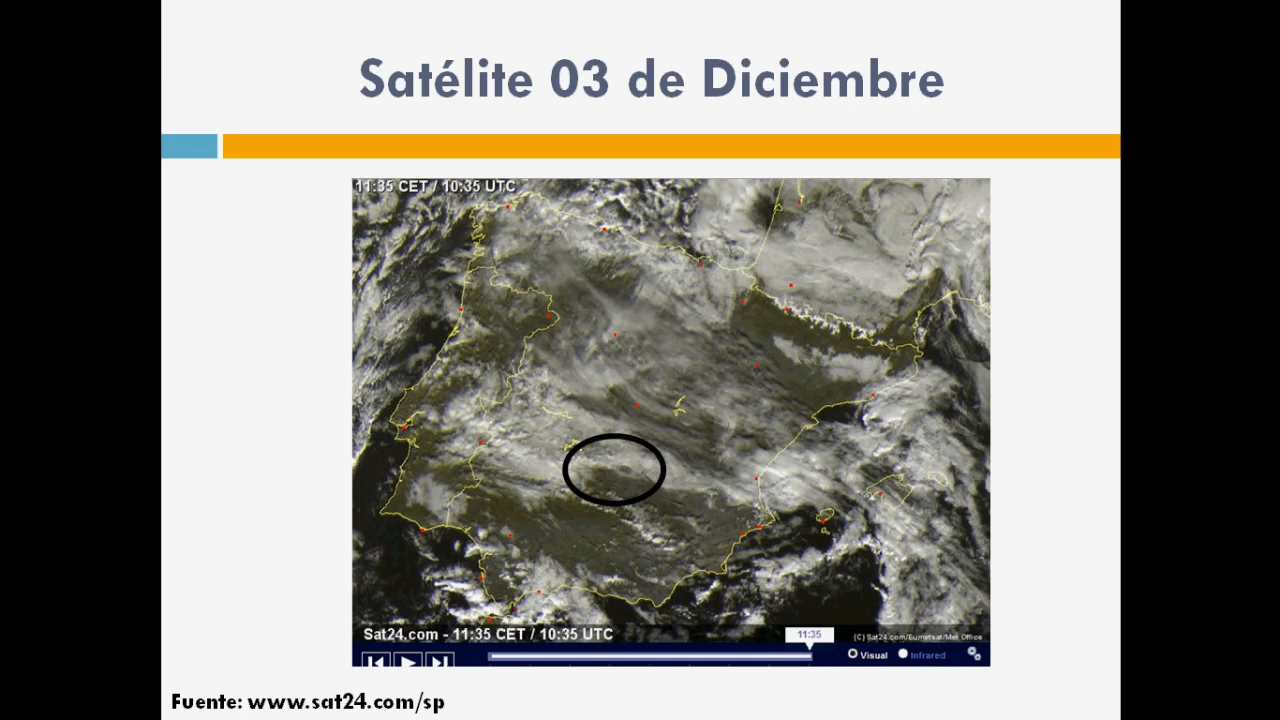 Satélite 03 de Diciembre
11:35 CET / 10:35 UTC
Sat24.com - 11:35 CET / 10:35 UTC
11:35
(C) Sat24.com/Eumetsat/Met Office
Visual
Infrared
Fuente: www.sat24.com/sp